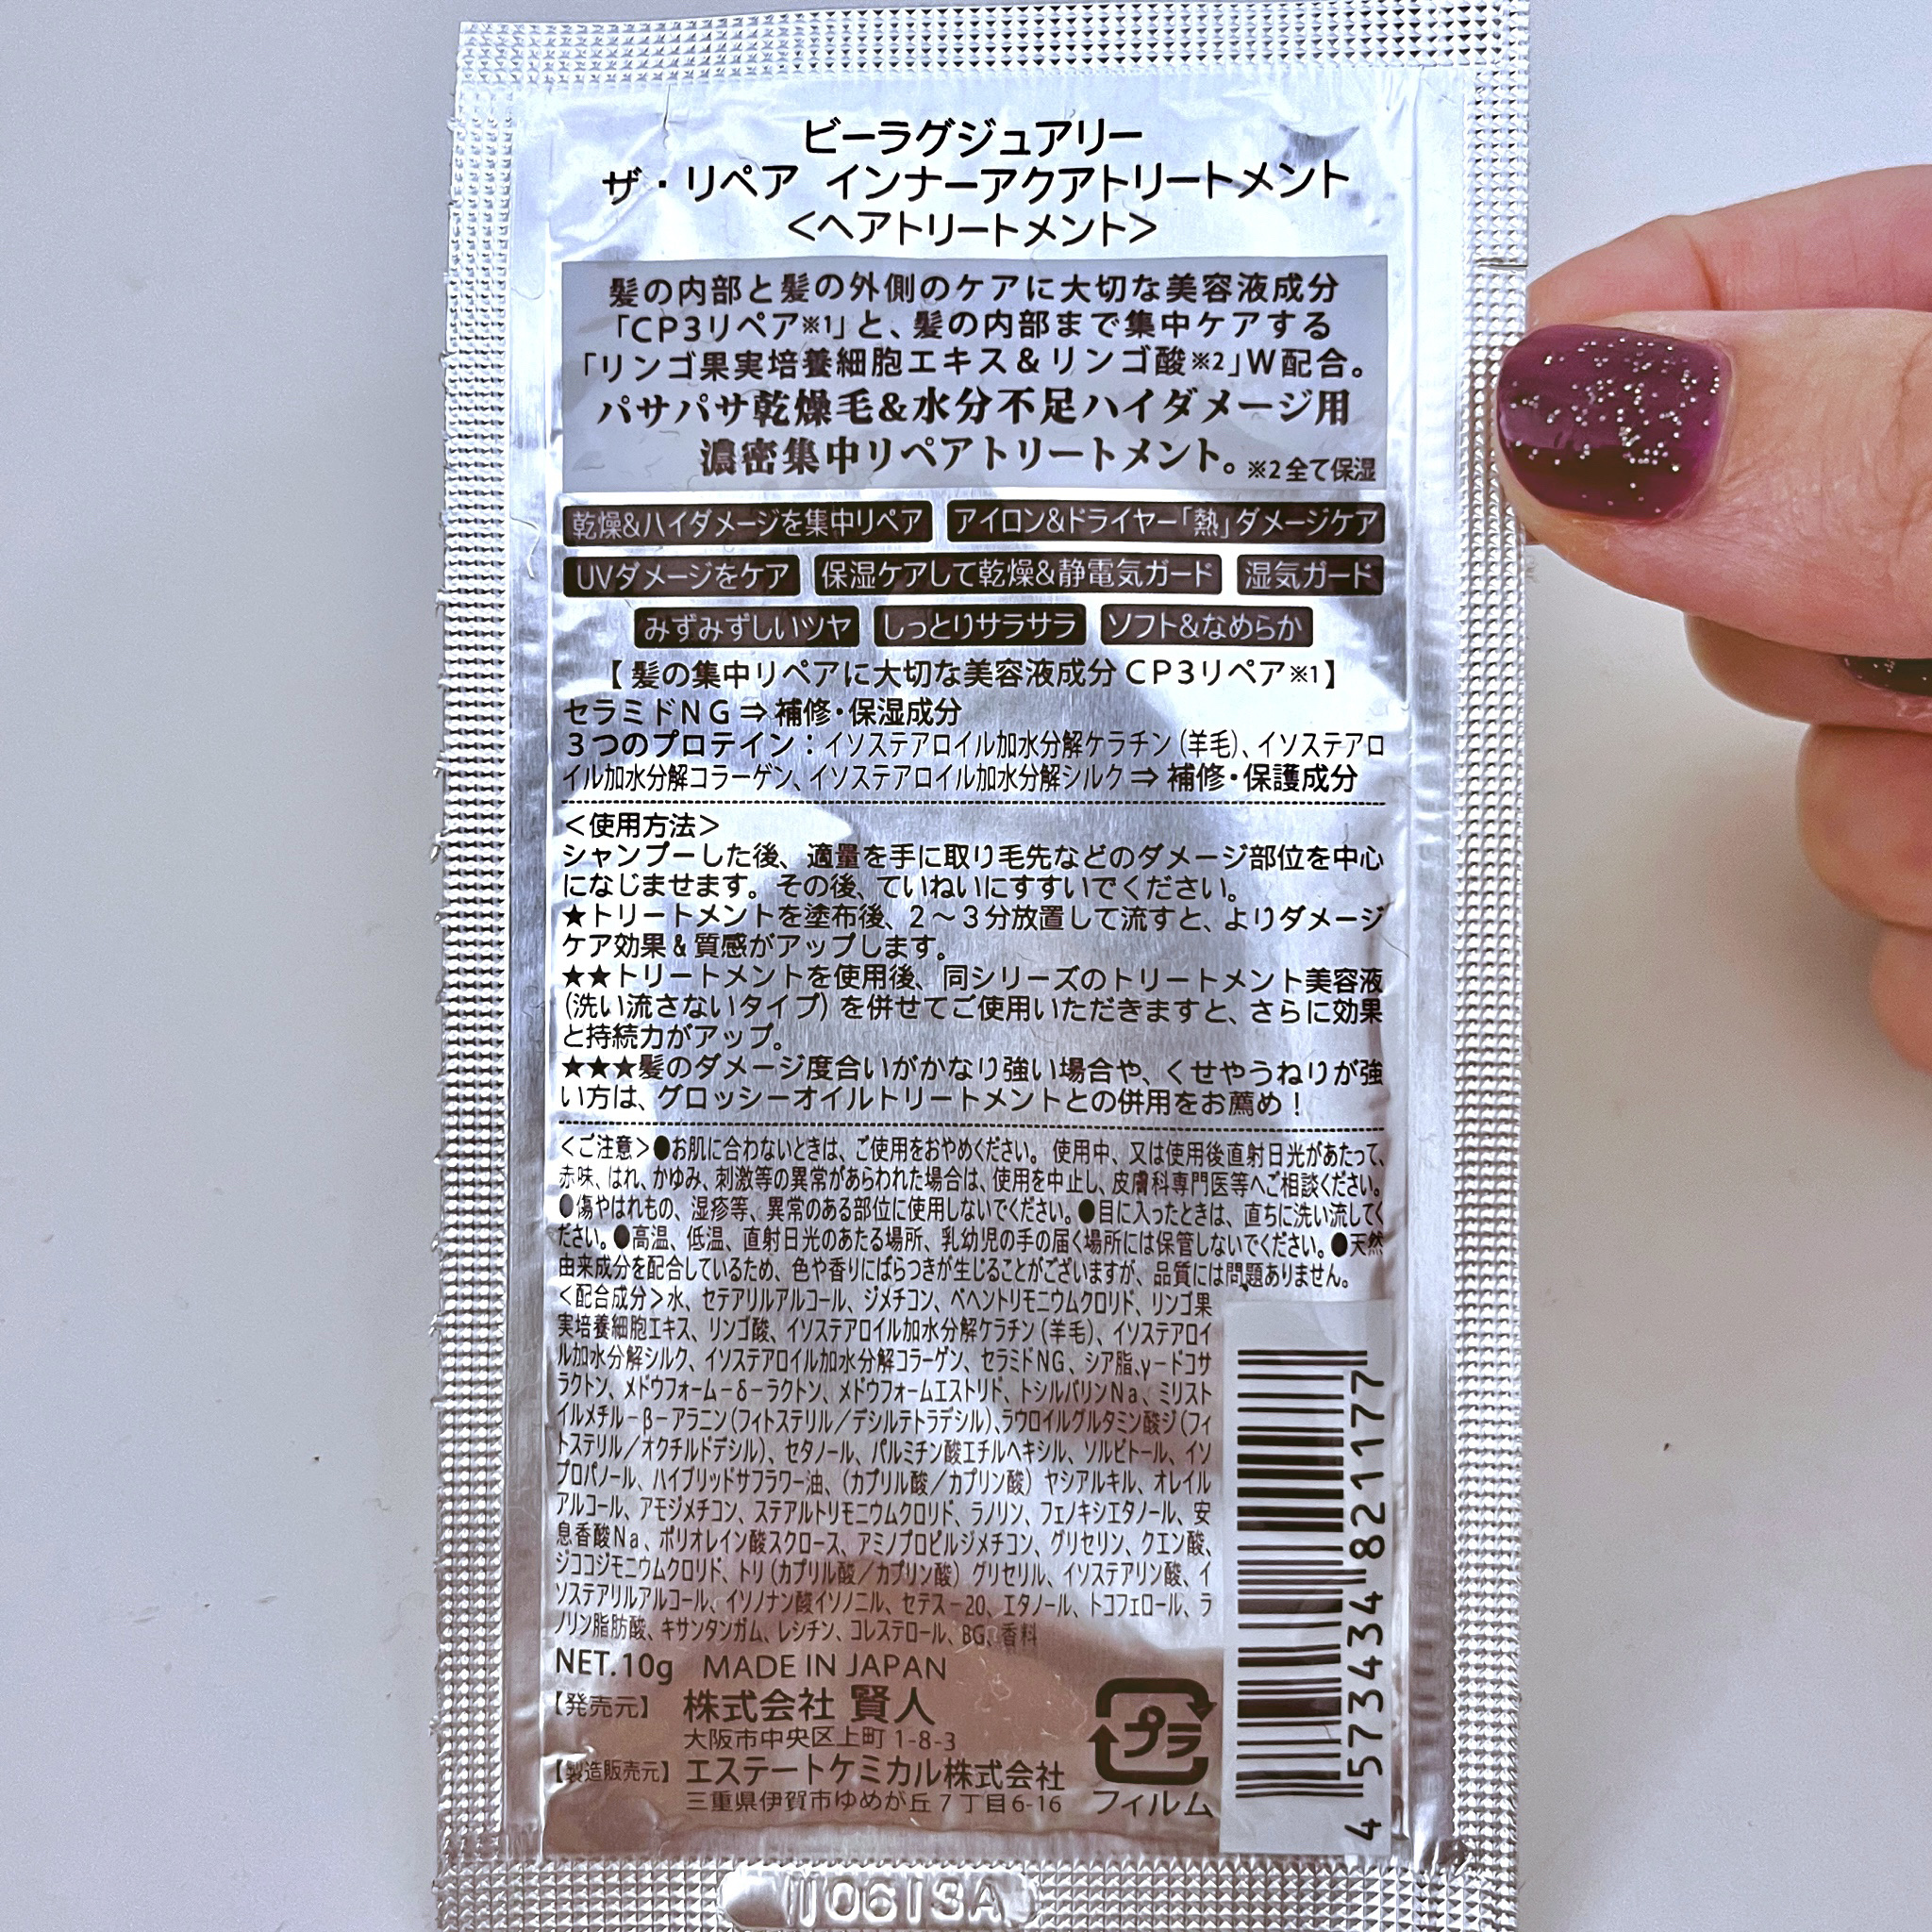 ビーラグジュアリー
ザ・リペア インナーアクアトリートメント
＜ヘアトリートメント＞
髪の内部と髪の外側のケアに大切な美容液成分
「CP3リペア※1」と、髪の内部まで集中ケアする
「リンゴ果実培養細胞エキス＆リンゴ酸※2」W配合。
パサパサ乾燥毛&水分不足ハイダメージ用
濃密集中リペアトリートメント。※2全て保湿
乾燥&ハイダメージを集中リペア アイロン&ドライヤー「熱」ダメージケア
UVダメージをケア 保湿ケアして乾燥&静電気ガード 湿気ガード
みずみずしいツヤ しっとりサラサラ ソフト&なめらか
【髪の集中リペアに大切な美容液成分 CP3リペア※1】
セラミドNG⇒補修・保湿成分
3つのプロテイン：イソステアロイル加水分解ケラチン（羊毛）、イソステアロ
イル加水分解コラーゲン、イソステアロイル加水分解シルク⇒補修・保護成分
＜使用方法＞
シャンプーした後、適量を手に取り毛先などのダメージ部位を中心
になじませます。その後、ていねいにすすいでください。
★トリートメントを塗布後、2～3分放置して流すと、よりダメージ
ケア効果＆質感がアップします。
★★トリートメントを使用後、同シリーズのトリートメント美容液
(洗い流さないタイプ) を併せてご使用いただきますと、さらに効果
と持続力がアップ。
★★★髪のダメージ度合いがかなり強い場合や、くせやうねりが強
い方は、グロッシーオイルトリートメントとの併用をお薦め！
＜ご注意＞●お肌に合わないときは、ご使用をおやめください。使用中、又は使用後直射日光があたって、
赤味、はれ、かゆみ、刺激等の異常があらわれた場合は、使用を中止し、皮膚科専門医等へご相談ください。
●傷やはれもの、湿疹等、異常のある部位に使用しないでください。●目に入ったときは、直ちに洗い流してく
ださい。●高温、低温、直射日光のあたる場所、乳幼児の手の届く場所には保管しないでください。●天然
由来成分を配合しているため、色や香りにばらつきが生じることがございますが、品質には問題ありません。
＜配合成分＞水、セテアリルアルコール、ジメチコン、ベヘントリモニウムクロリド、リンゴ果
実培養細胞エキス、リンゴ酸、イソステアロイル加水分解ケラチン（羊毛）、イソステアロイ
ル加水分解シルク、イソステアロイル加水分解コラーゲン、セラミドNG、シア脂、γ－ドコサ
ラクトン、メドウフォーム－δ－ラクトン、メドウフォームエストリド、トシルバリンNa、ミリスト
イルメチル－β－アラニン（フィトステリル／デシルテトラデシル）、ラウロイルグルタミン酸ジ（フィ
トステリル／オクチルドデシル）、セタノール、パルミチン酸エチルヘキシル、ソルビトール、イソ
プロパノール、ハイブリッドサフラワー油、（カプリル酸／カプリン酸）ヤシアルキル、オレイル
アルコール、アモジメチコン、ステアルトリモニウムクロリド、ラノリン、フェノキシエタノール、安
息香酸Na、ポリオレイン酸スクロース、アミノプロピルジメチコン、グリセリン、クエン酸、
ジココジモニウムクロリド、トリ（カプリル酸／カプリン酸）グリセリル、イソステアリン酸、イ
ソステアリルアルコール、イソノナン酸イソノニル、セテス－20、エタノール、トコフェロール、ラ
ノリン脂肪酸、キサンタンガム、レシチン、コレステロール、BG、香料
NET.10g MADE IN JAPAN
【発売元】 株式会社 賢人
大阪市中央区上町1-8-3
【製造販売元】 エステートケミカル株式会社
三重県伊賀市ゆめが丘7丁目6-16
プラ
フィルム
4 573434 821177
10613A